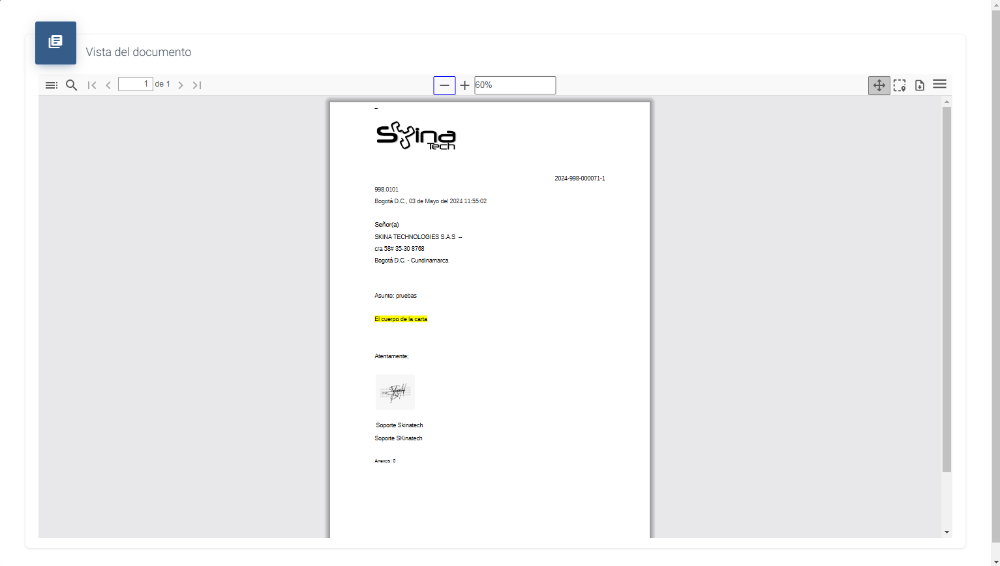 Vista del documento
1 de 1
60%
Skina
Tech
2024-998-000071-1
998.0101
Bogotá D.C., 03 de Mayo del 2024 11:55:02
Señor(a)
SKINA TECHNOLOGIES S.A.S --
cra 58# 35-30 8768
Bogotá D.C. - Cundinamarca
Asunto: pruebas
El cuerpo de la carta
Atentamente;
Soporte Skinatech
Soporte SKinatech
Anexos: 0